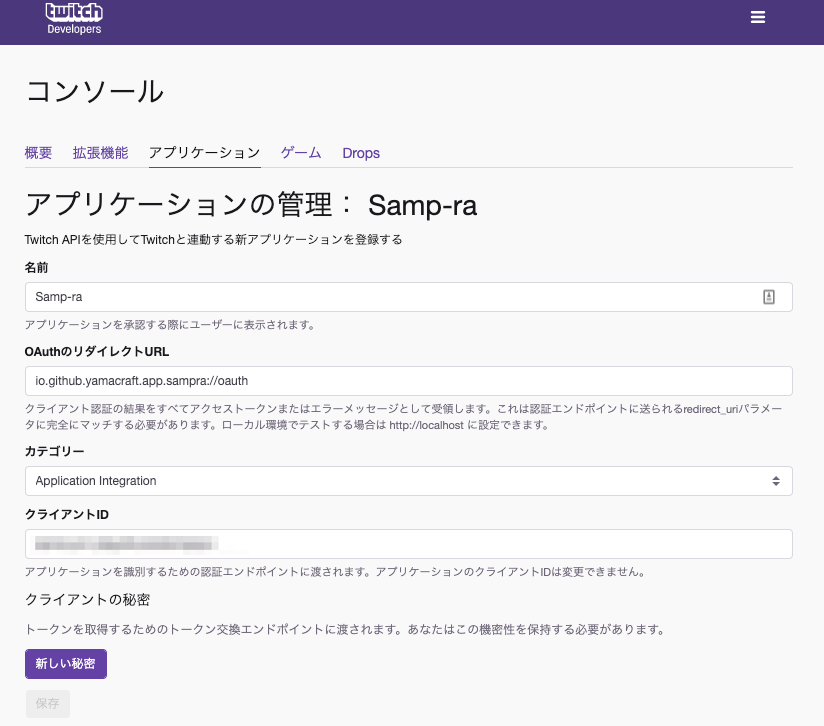 twitch
Developers
コンソール
概要 拡張機能 アプリケーション ゲーム Drops
アプリケーションの管理： Samp-ra
Twitch APIを使用してTwitchと連動する新アプリケーションを登録する
名前
Samp-ra
アプリケーションを承認する際にユーザーに表示されます。
OAuthのリダイレクトURL
io.github.yamacraft.app.sampra://oauth
クライアント認証の結果をすべてアクセストークンまたはエラーメッセージとして受領します。これは認証エンドポイントに送られるredirect_uriパラメー
タに完全にマッチする必要があります。ローカル環境でテストする場合は http://localhost に設定できます。
カテゴリー
Application Integration
クライアントID
アプリケーションを識別するための認証エンドポイントに渡されます。アプリケーションのクライアントIDは変更できません。
クライアントの秘密
トークンを取得するためのトークン交換エンドポイントに渡されます。あなたはこの機密性を保持する必要があります。
新しい秘密
保存